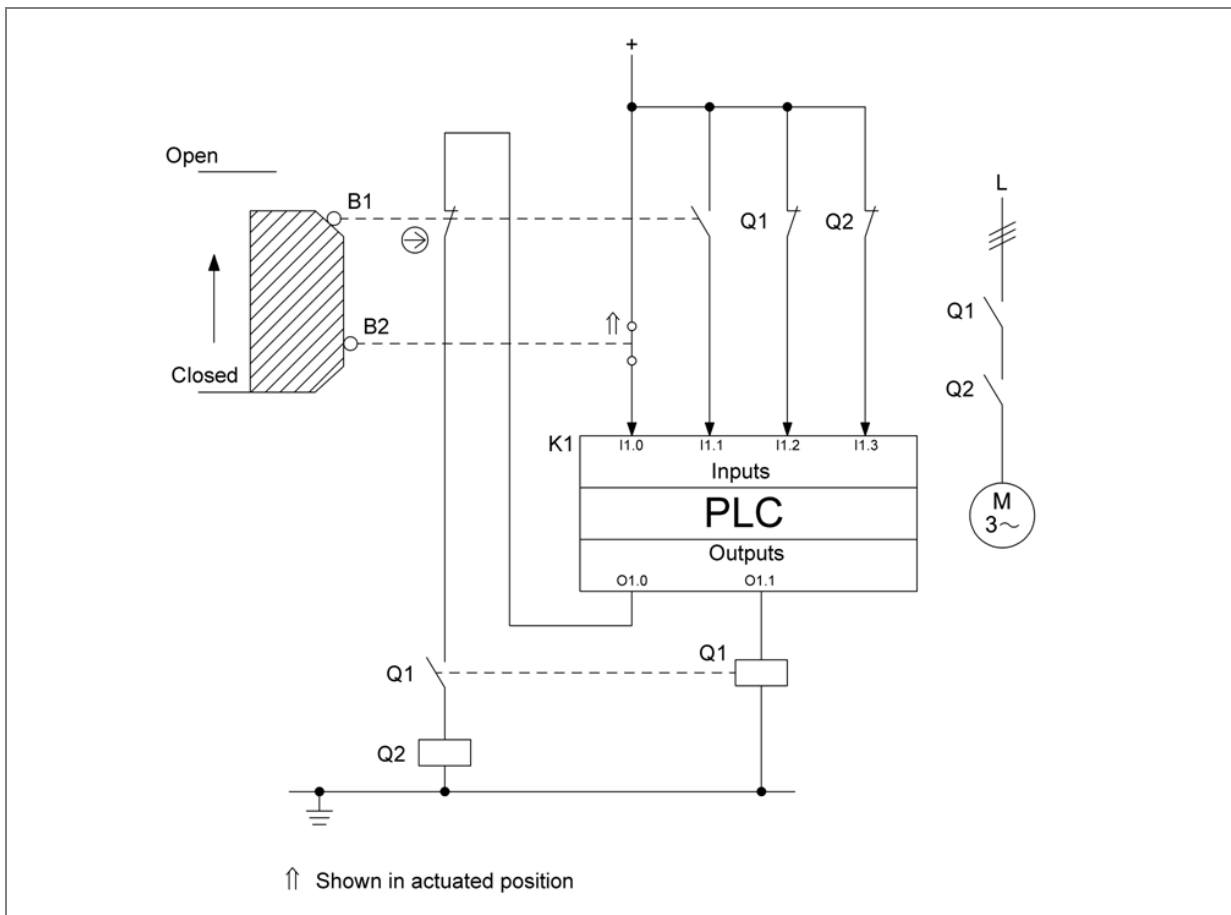 +
Open
L
B1
Q1
Q2
Q1
B2
Closed
Q2
K1
I1.0
I1.1
I1.2
I1.3
Inputs
PLC
M
3~
Outputs
O1.0
O1.1
Q1
Q1
Q2
⇑ Shown in actuated position